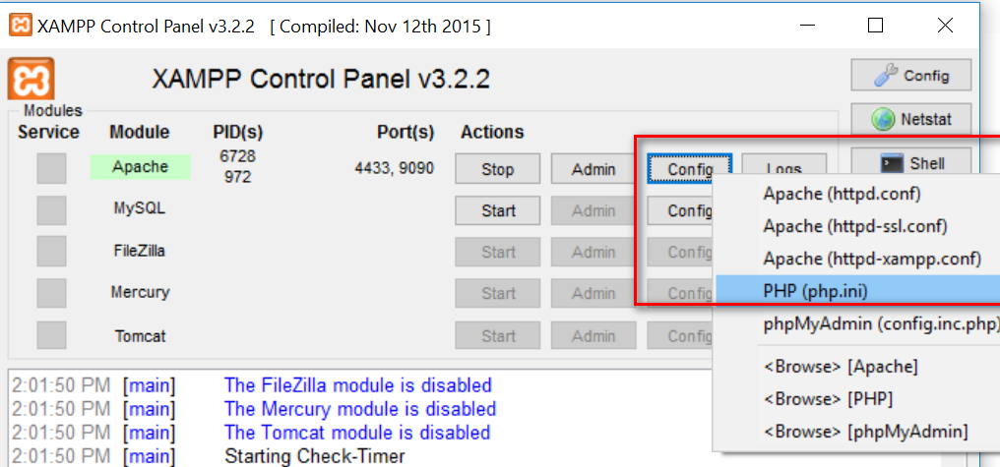 XAMPP Control Panel v3.2.2 [ Compiled: Nov 12th 2015 ]
XAMPP Control Panel v3.2.2
Config
Netstat
Shell
Modules
Service Module PID(s) Port(s) Actions
Apache 6728 972 4433, 9090 Stop Admin Config Logs
MySQL Start Admin Config
FileZilla Start Admin Config
Mercury Start Admin Config
Tomcat Start Admin Config
Apache (httpd.conf)
Apache (httpd-ssl.conf)
Apache (httpd-xampp.conf)
PHP (php.ini)
phpMyAdmin (config.inc.php)
<Browse> [Apache]
<Browse> [PHP]
<Browse> [phpMyAdmin]
2:01:50 PM [main] The FileZilla module is disabled
2:01:50 PM [main] The Mercury module is disabled
2:01:50 PM [main] The Tomcat module is disabled
2:01:50 PM [main] Starting Check-Timer